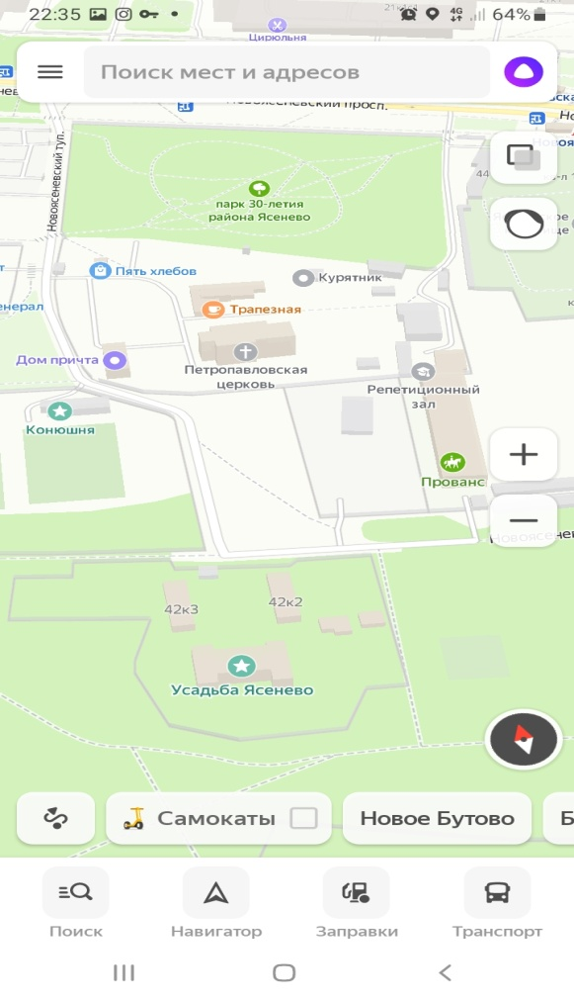 22:35
4G
64%
21к1
Цирюльня
Поиск мест и адресов
Новоясеневский просп.
Новоясеневский туп.
44
парк 30-летия
района Ясенево
Пять хлебов
Курятник
Трапезная
Дом причта
Петропавловская
церковь
Репетиционный
зал
Конюшня
Прованс
42к3
42к2
Усадьба Ясенево
Самокаты
Новое Бутово
Б
Поиск
Навигатор
Заправки
Транспорт